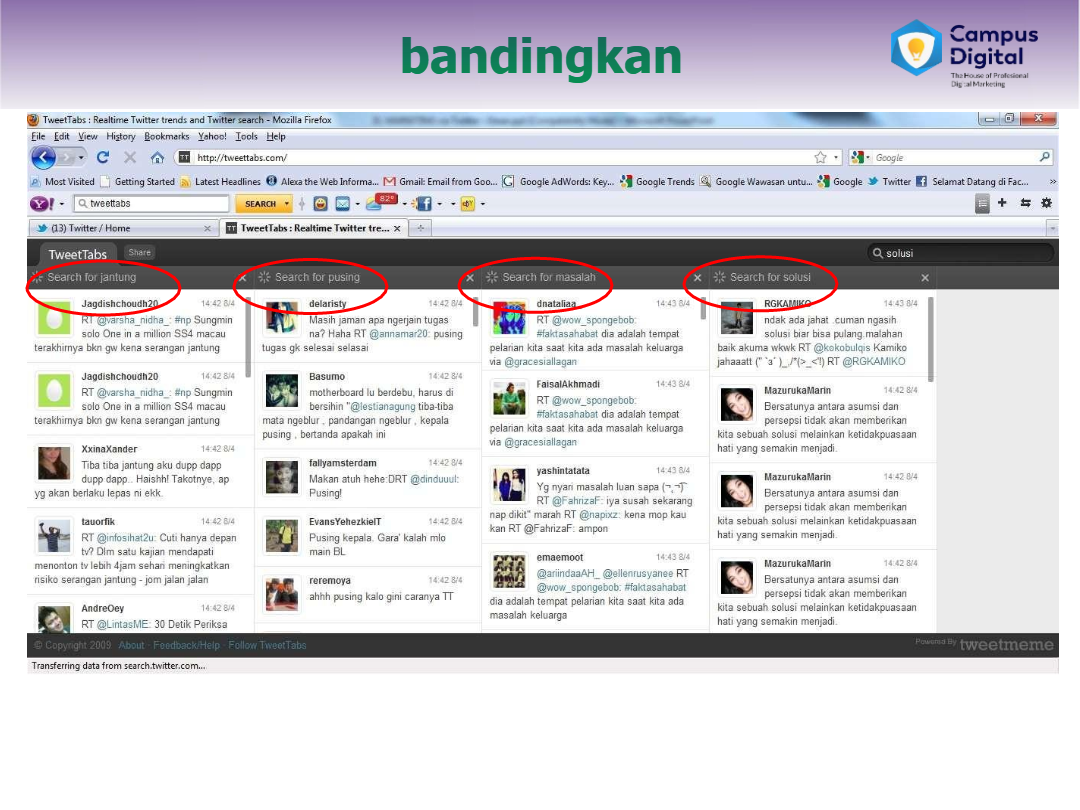 bandingkan
Campus
Digital
The House of Profesional
Digital Marketing
TweetTabs : Realtime Twitter trends and Twitter search - Mozilla Firefox
File Edit View History Bookmarks Yahoo! Tools Help
http://tweettabs.com/
Google
Most Visited Getting Started Latest Headlines Alexa the Web Informa... Gmail: Email from Goo... Google AdWords: Key... Google Trends Google Wawasan untu... Google Twitter Selamat Datang di Fac... »
Y! tweettabs SEARCH 82°
(13) Twitter / Home
TweetTabs : Realtime Twitter tre...
TweetTabs Share
solusi
Search for jantung
Jagdishchoudh20 14:42 8/4
RT @varsha_nidha_: #np Sungmin
solo One in a million SS4 macau
terakhirnya bkn gw kena serangan jantung
Jagdishchoudh20 14:42 8/4
RT @varsha_nidha_: #np Sungmin
solo One in a million SS4 macau
terakhirnya bkn gw kena serangan jantung
XxinaXander 14:42 8/4
Tiba tiba jantung aku dupp dapp
dupp dapp.. Haishh! Takotnye, ap
yg akan berlaku lepas ni ekk.
tauorfik 14:42 8/4
RT @infosihat2u: Cuti hanya depan
tv? Dlm satu kajian mendapati
menonton tv lebih 4jam sehari meningkatkan
risiko serangan jantung - jom jalan jalan
AndreOey 14:42 8/4
RT @LintasME: 30 Detik Periksa
Search for pusing
delaristy 14:42 8/4
Masih jaman apa ngerjain tugas
na? Haha RT @annamar20: pusing
tugas gk selesai selasai
Basumo 14:42 8/4
motherboard lu berdebu, harus di
bersihin "@lestianagung tiba-tiba
mata ngeblur , pandangan ngeblur , kepala
pusing , bertanda apakah ini
fallyamsterdam 14:42 8/4
Makan atuh hehe:DRT @dinduuul:
Pusing!
EvansYehezkielT 14:42 8/4
Pusing kepala. Gara' kalah mlo
main BL
reremoya 14:42 8/4
ahhh pusing kalo gini caranya TT
Search for masalah
dnataliaa 14:43 8/4
RT @wow_spongebob:
#faktasahabat dia adalah tempat
pelarian kita saat kita ada masalah keluarga
via @gracesiallagan
FaisalAkhmadi 14:43 8/4
RT @wow_spongebob:
#faktasahabat dia adalah tempat
pelarian kita saat kita ada masalah keluarga
via @gracesiallagan
yashintatata 14:43 8/4
Yg nyari masalah luan sapa
RT @FahrizaF: iya susah sekarang
nap dikit" marah RT @napixz: kena mop kau
kan RT @FahrizaF: ampon
emaemoot 14:43 8/4
@ariindaaAH_ @ellenrusyanee RT
@wow_spongebob: #faktasahabat
dia adalah tempat pelarian kita saat kita ada
masalah keluarga
Search for solusi
RGKAMIKO 14:43 8/4
ndak ada jahat .cuman ngasih
solusi biar bisa pulang.malahan
baik akuma wkwk RT @kokobulqis Kamiko
jahaaatt (" `з´ )_,/"(>_<'!) RT @RGKAMIKO
MazurukaMarin 14:42 8/4
Bersatunya antara asumsi dan
persepsi tidak akan memberikan
kita sebuah solusi melainkan ketidakpuasaan
hati yang semakin menjadi.
MazurukaMarin 14:42 8/4
Bersatunya antara asumsi dan
persepsi tidak akan memberikan
kita sebuah solusi melainkan ketidakpuasaan
hati yang semakin menjadi.
MazurukaMarin 14:42 8/4
Bersatunya antara asumsi dan
persepsi tidak akan memberikan
kita sebuah solusi melainkan ketidakpuasaan
hati yang semakin menjadi.
© Copyright 2009 About · Feedback/Help · Follow TweetTabs
Powered By tweetmeme
Transferring data from search.twitter.com...